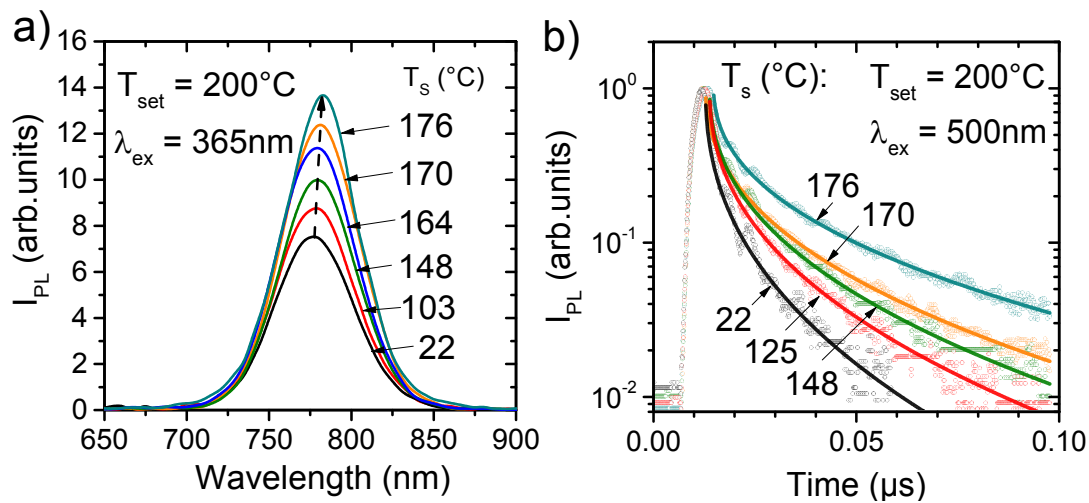 a)
I_PL (arb.units)
16
14
12
10
8
6
4
2
0
T_set = 200°C
λ_ex = 365nm
T_S (°C)
176
170
164
148
103
22
650
700
750
800
850
900
Wavelength (nm)
b)
I_PL (arb.units)
10^0
10^-1
10^-2
T_S (°C): T_set = 200°C
λ_ex = 500nm
176
170
22
125
148
0.00
0.05
0.10
Time (µs)